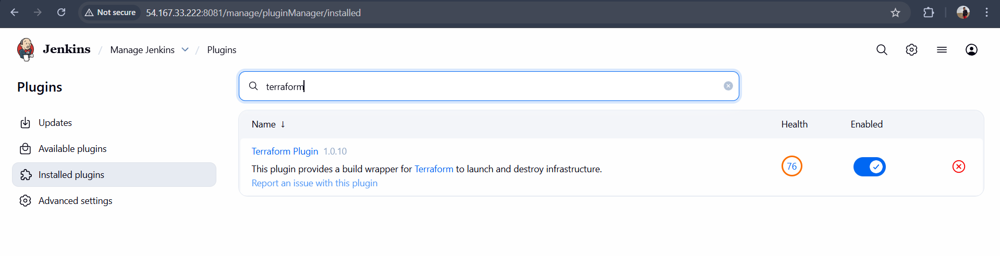 Not secure 54.167.33.222:8081/manage/pluginManager/installed
Jenkins / Manage Jenkins / Plugins
Plugins
terraform
Updates
Available plugins
Installed plugins
Advanced settings
Name ↓ Health Enabled
Terraform Plugin 1.0.10
This plugin provides a build wrapper for Terraform to launch and destroy infrastructure.
Report an issue with this plugin
76